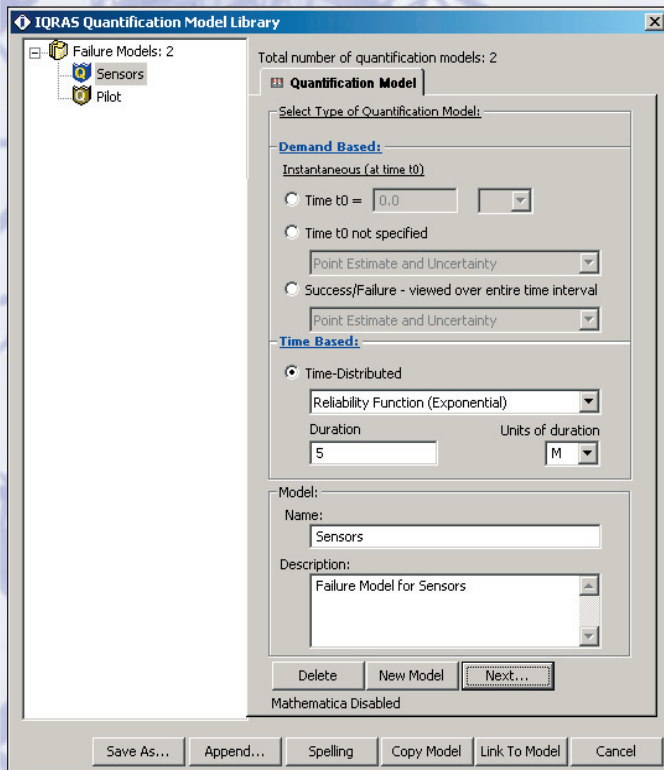 IQRAS Quantification Model Library
Failure Models: 2
Sensors
Pilot
Total number of quantification models: 2
Quantification Model
Select Type of Quantification Model:
Demand Based:
Instantaneous (at time t0)
Time t0 = 0.0
Time t0 not specified
Point Estimate and Uncertainty
Success/Failure - viewed over entire time interval
Point Estimate and Uncertainty
Time Based:
Time-Distributed
Reliability Function (Exponential)
Duration Units of duration
5 M
Model:
Name:
Sensors
Description:
Failure Model for Sensors
Delete New Model Next...
Mathematica Disabled
Save As... Append... Spelling Copy Model Link To Model Cancel